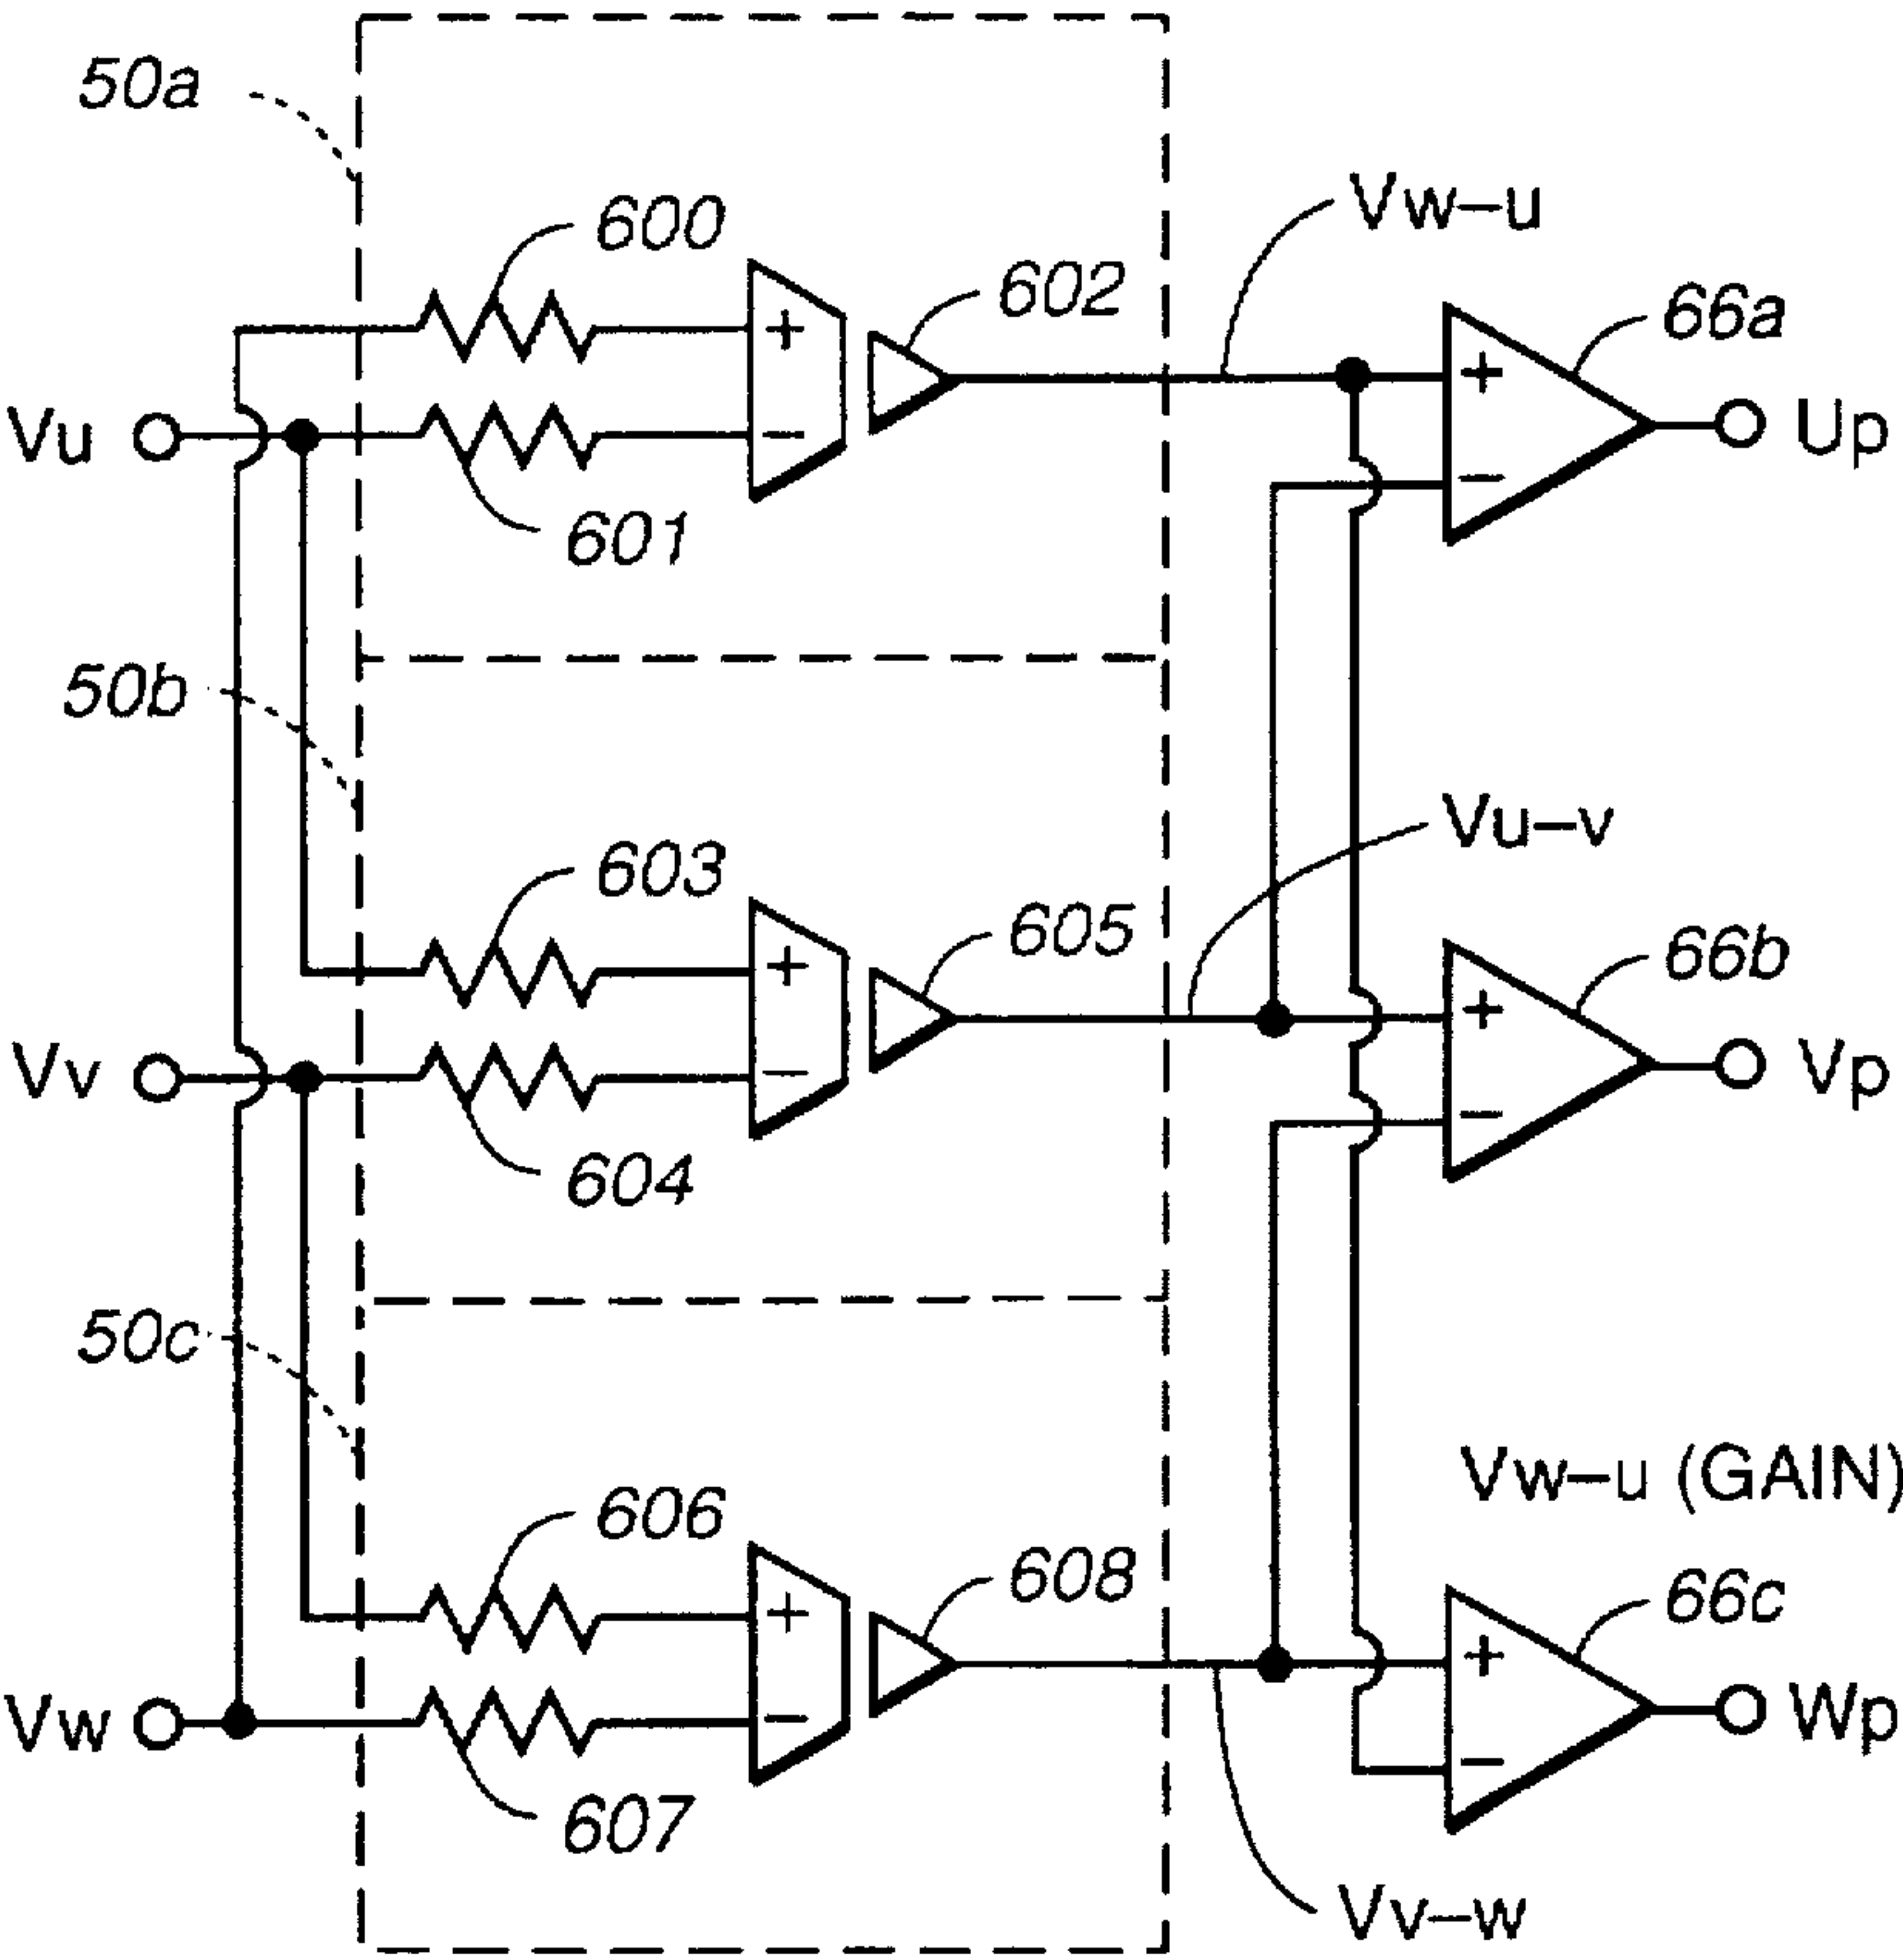 50a
600
Vw–u
602
66a
+
+
Vu
–
–
Up
601
50b
Vu–v
603
605
66b
+
+
Vv
–
–
Vp
604
50c
Vw–u (GAIN)
606
608
66c
+
+
Vw
–
–
Wp
607
Vv–w